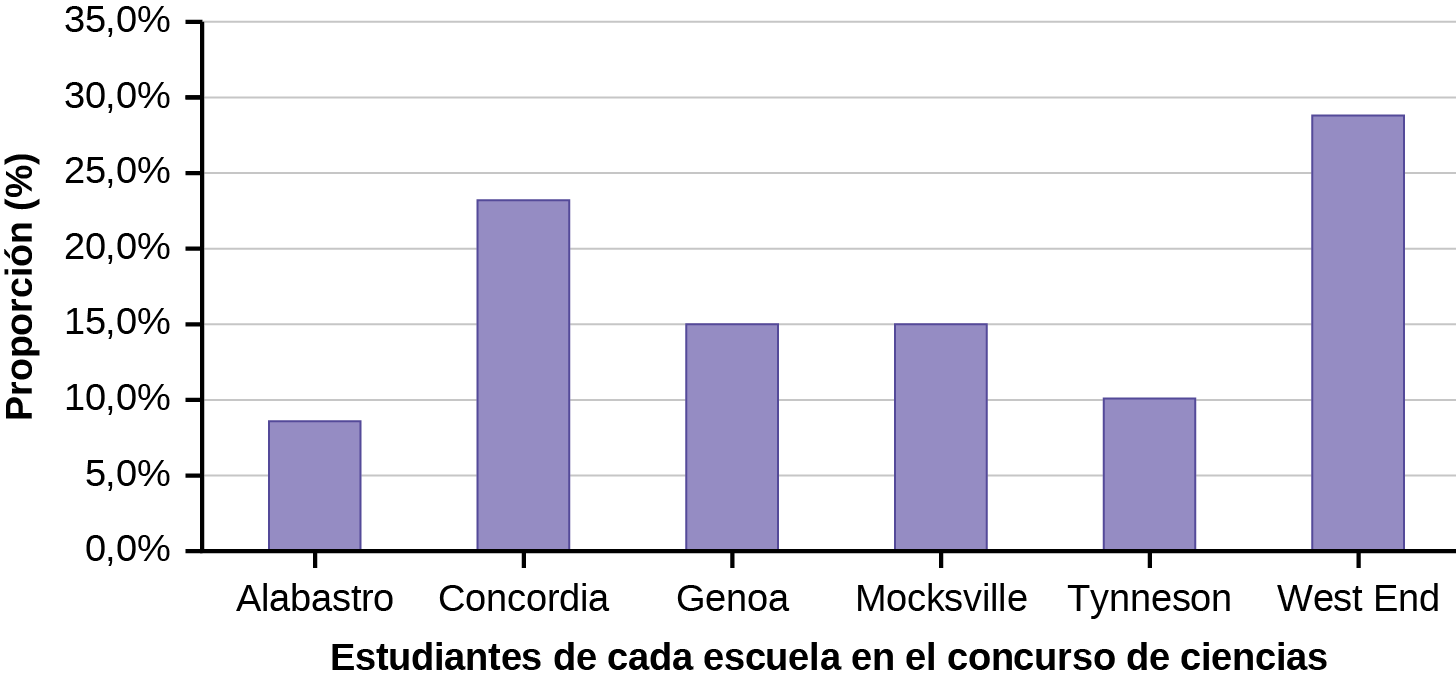 35,0%
30,0%
25,0%
20,0%
15,0%
10,0%
5,0%
0,0%
Proporción (%)
Alabastro Concordia Genoa Mocksville Tynneson West End
Estudiantes de cada escuela en el concurso de ciencias